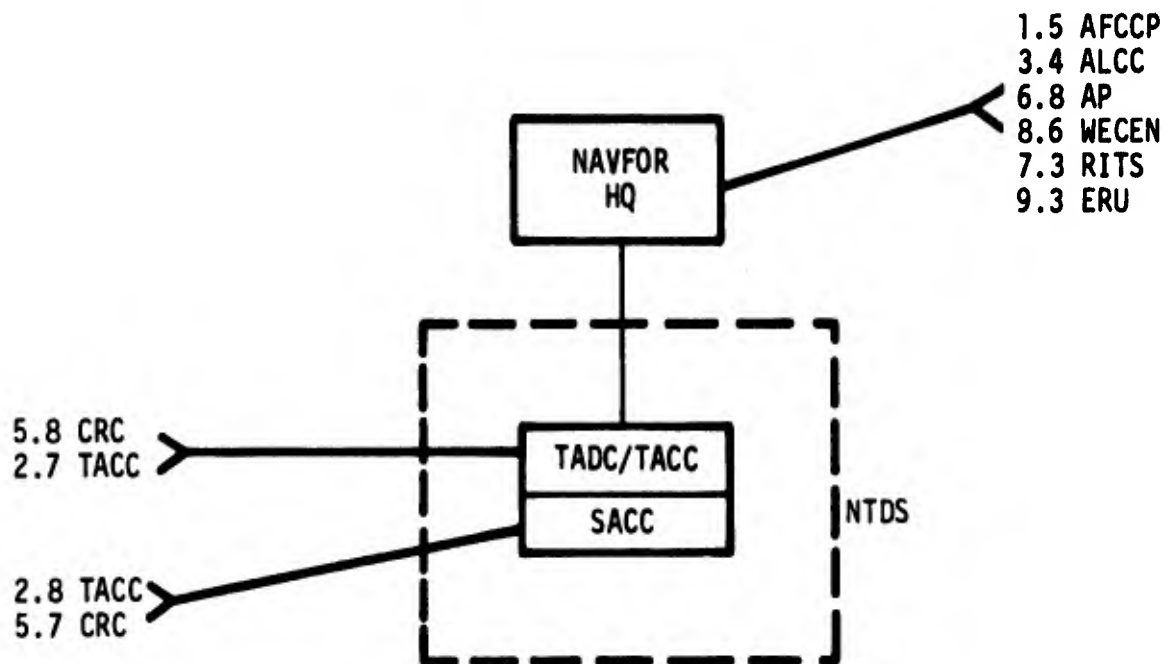 1.5 AFCCP
3.4 ALCC
6.8 AP
8.6 WECEN
7.3 RITS
9.3 ERU
NAVFOR
HQ
5.8 CRC
2.7 TACC
TADC/TACC
SACC
NTDS
2.8 TACC
5.7 CRC